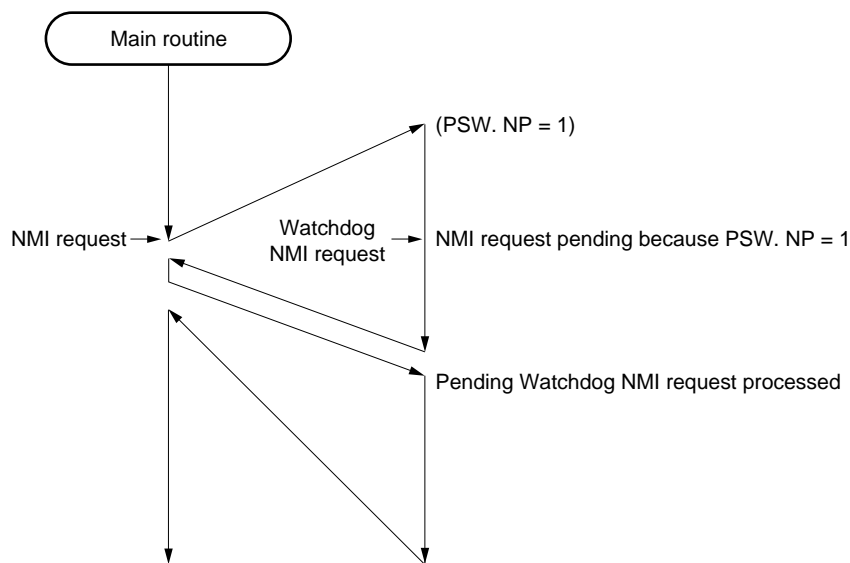 Main routine
(PSW. NP = 1)
NMI request
Watchdog
NMI request
NMI request pending because PSW. NP = 1
Pending Watchdog NMI request processed